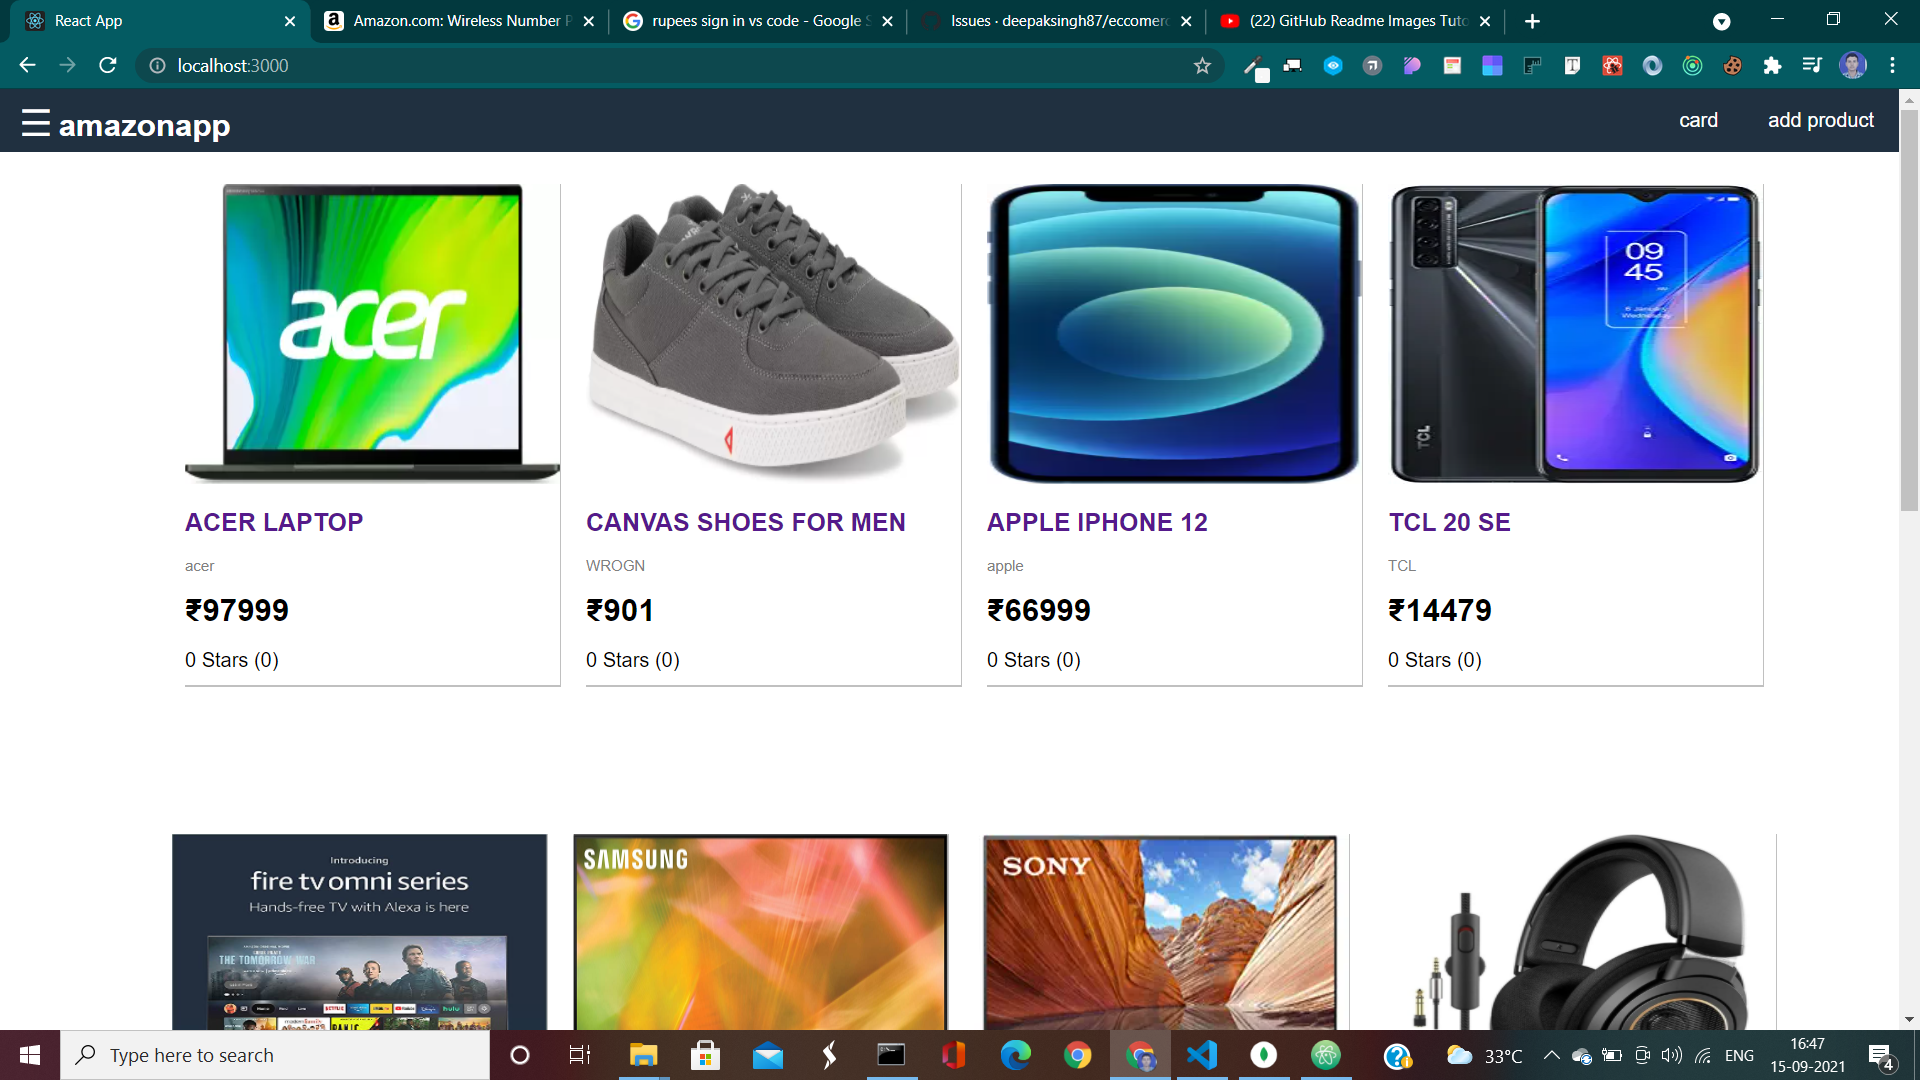 React App
Amazon.com: Wireless Number P
rupees sign in vs code - Google S
Issues · deepaksingh87/eccomerc
(22) GitHub Readme Images Tuto
localhost:3000
amazonapp
card
add product
acer
09
45
TCL
ACER LAPTOP
CANVAS SHOES FOR MEN
APPLE IPHONE 12
TCL 20 SE
acer
WROGN
apple
TCL
₹97999
₹901
₹66999
₹14479
0 Stars (0)
0 Stars (0)
0 Stars (0)
0 Stars (0)
Introducing
fire tv omni series
Hands-free TV with Alexa is here
THE TOMORROW WAR
SAMSUNG
SONY
Type here to search
33°C
ENG
16:47
15-09-2021
4